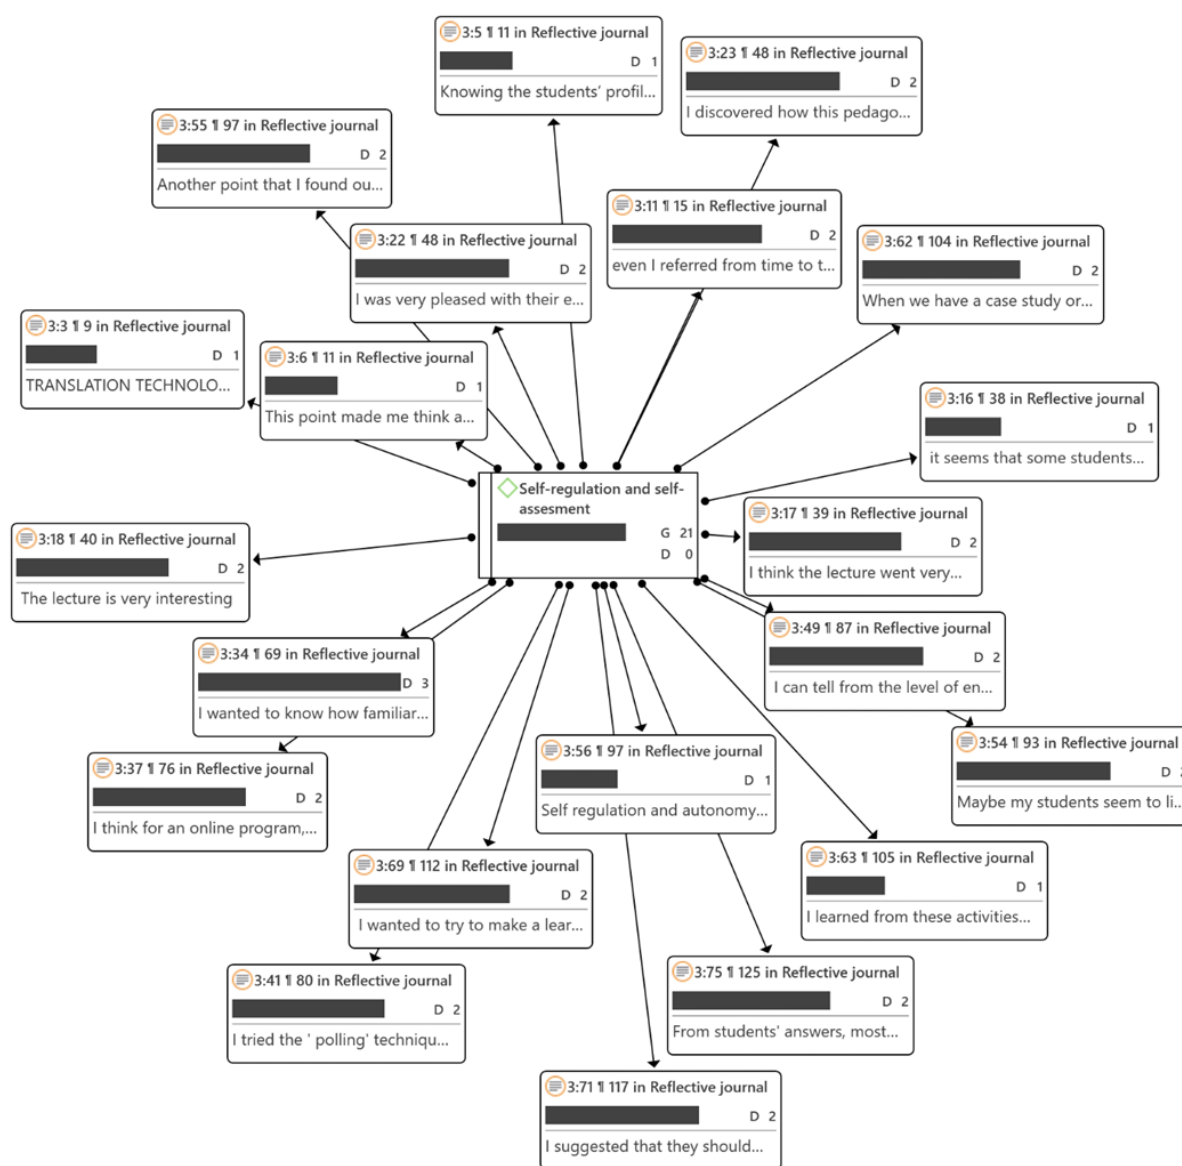 3:5 ¶ 11 in Reflective journal
D 1
Knowing the students' profil...
3:23 ¶ 48 in Reflective journal
D 2
I discovered how this pedago...
3:55 ¶ 97 in Reflective journal
D 2
Another point that I found ou...
3:11 ¶ 15 in Reflective journal
D 2
even I referred from time to t...
3:22 ¶ 48 in Reflective journal
D 2
I was very pleased with their e...
3:62 ¶ 104 in Reflective journal
D 2
When we have a case study or...
3:3 ¶ 9 in Reflective journal
D 1
TRANSLATION TECHNOLO...
3:6 ¶ 11 in Reflective journal
D 1
This point made me think a...
3:16 ¶ 38 in Reflective journal
D 1
it seems that some students...
Self-regulation and self-
assesment
G 21
D 0
3:17 ¶ 39 in Reflective journal
D 2
I think the lecture went very...
3:18 ¶ 40 in Reflective journal
D 2
The lecture is very interesting
3:49 ¶ 87 in Reflective journal
D 2
I can tell from the level of en...
3:34 ¶ 69 in Reflective journal
D 3
I wanted to know how familiar...
3:54 ¶ 93 in Reflective journal
D
Maybe my students seem to li...
3:56 ¶ 97 in Reflective journal
D 1
Self regulation and autonomy...
3:37 ¶ 76 in Reflective journal
D 2
I think for an online program,...
3:63 ¶ 105 in Reflective journal
D 1
I learned from these activities...
3:69 ¶ 112 in Reflective journal
D 2
I wanted to try to make a lear...
3:75 ¶ 125 in Reflective journal
D 2
From students' answers, most...
3:41 ¶ 80 in Reflective journal
D 2
I tried the ' polling' techniqu...
3:71 ¶ 117 in Reflective journal
D 2
I suggested that they should...